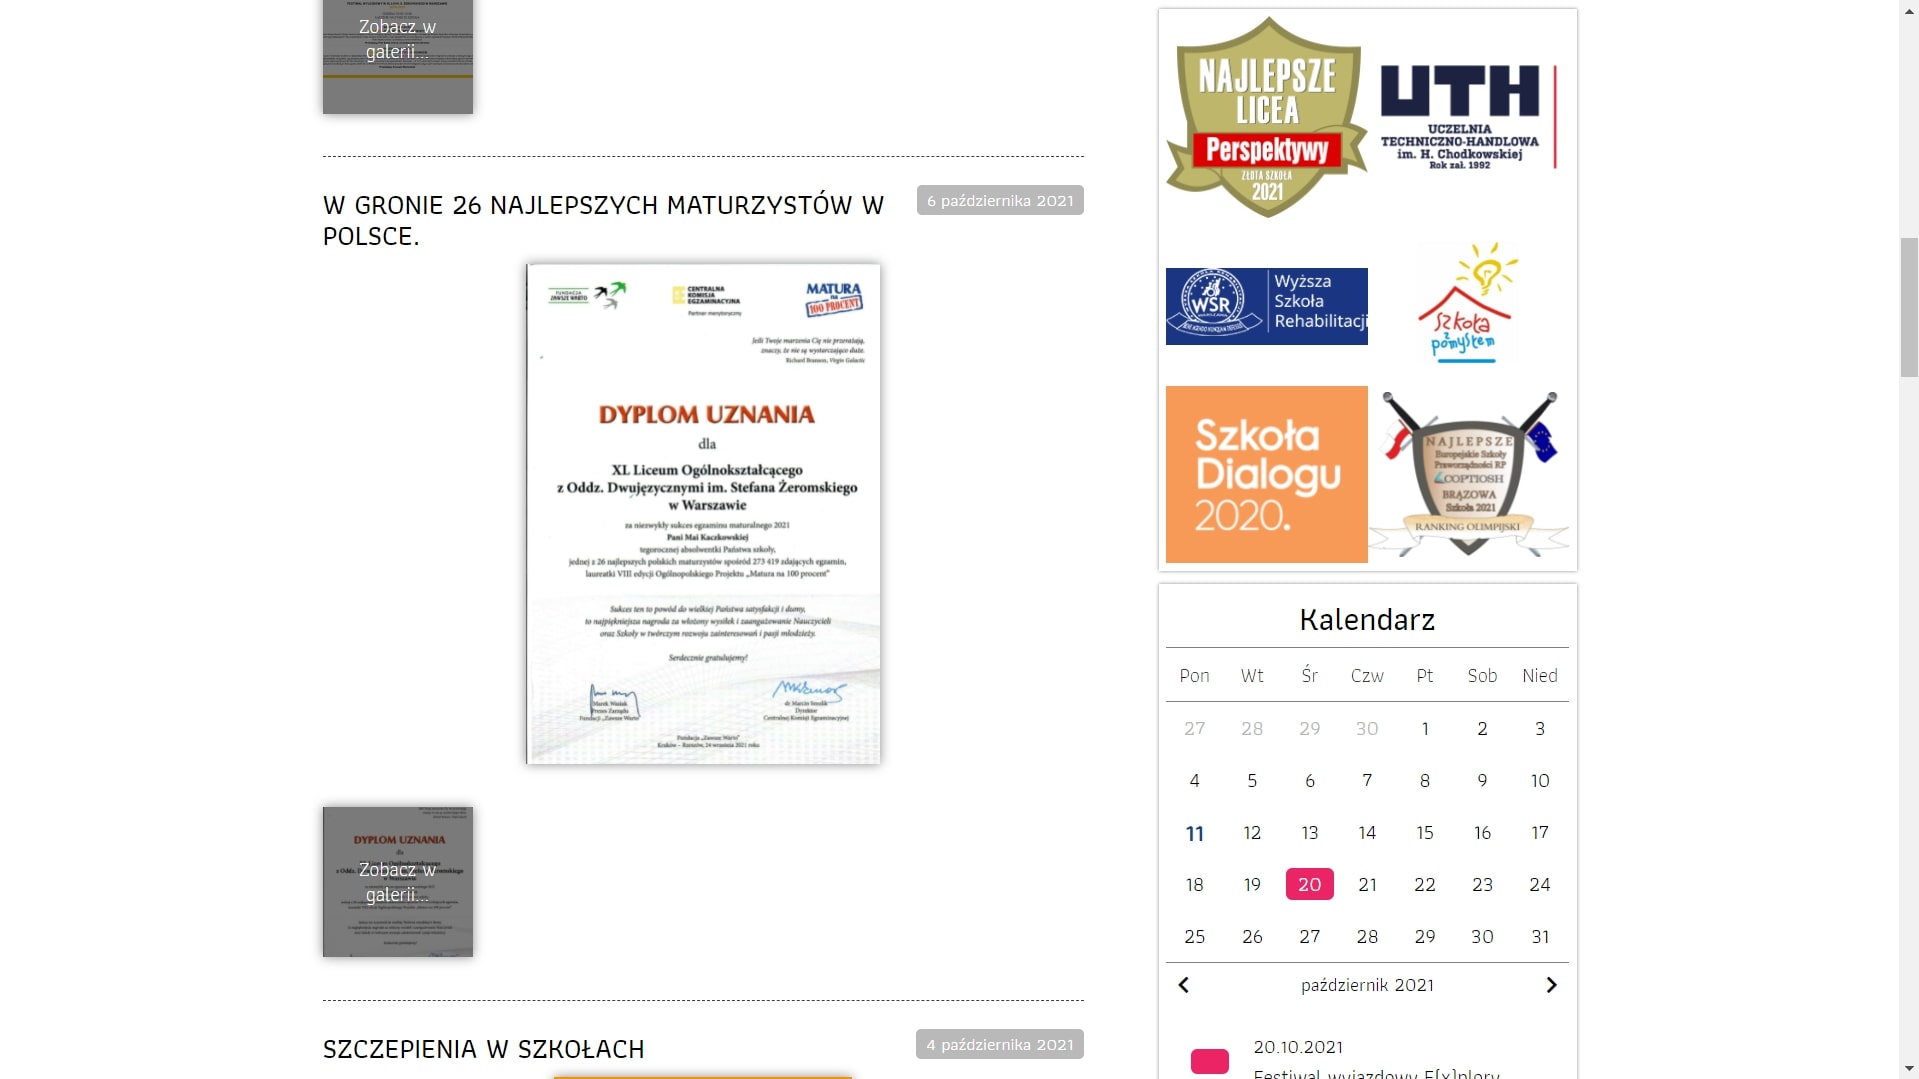 Zobacz w
galerii...
W GRONIE 26 NAJLEPSZYCH MATURZYSTÓW W
POLSCE.
6 października 2021
FUNDACJA
ZAWSZE WARTO
CENTRALNA
KOMISJA
EGZAMINACYJNA
Partner merytoryczny
MATURA
na
100 PROCENT
Jeśli Twoje marzenia Cię nie przerażają,
znaczy, że nie są wystarczająco duże.
Richard Branson, Virgin Galactic
DYPLOM UZNANIA
dla
XL Liceum Ogólnokształcącego
z Oddz. Dwujęzycznymi im. Stefana Żeromskiego
w Warszawie
za niezwykły sukces egzaminu maturalnego 2021
Pani Mai Kaczkowskiej
tegorocznej absolwentki Państwa szkoły,
jednej z 26 najlepszych polskich maturzystów spośród 273 419 zdających egzamin,
laureatki VIII edycji Ogólnopolskiego Projektu „Matura na 100 procent"
Sukces ten to powód do wielkiej Państwa satysfakcji i dumy,
to najpiękniejsza nagroda za włożony wysiłek i zaangażowanie Nauczycieli
oraz Szkoły w twórczym rozwoju zainteresowań i pasji młodzieży.
Serdecznie gratulujemy!
Marek Wasiak
Prezes Zarządu
Fundacji „Zawsze Warto"
dr Marcin Smolik
Dyrektor
Centralnej Komisji Egzaminacyjnej
Fundacja „Zawsze Warto"
Kraków – Rzeszów, 24 września 2021 roku
DYPLOM UZNANIA
Zobacz w
galerii...
SZCZEPIENIA W SZKOŁACH
4 października 2021
NAJLEPSZE
LICEA
Perspektywy
ZŁOTA SZKOŁA
2021
UTH
UCZELNIA
TECHNICZNO-HANDLOWA
im. H. Chodkowskiej
Rok zał. 1992
WSR
Wyższa
Szkoła
Rehabilitacji
Szkoła
z pomysłem
Szkoła
Dialogu
2020.
NAJLEPSZE
Europejskie Szkoły
Praworządności RP
COPTIOSH
BRĄZOWA
Szkoła 2021
RANKING OLIMPIJSKI
Kalendarz
Pon Wt Śr Czw Pt Sob Nied
27 28 29 30 1 2 3
4 5 6 7 8 9 10
11 12 13 14 15 16 17
18 19 20 21 22 23 24
25 26 27 28 29 30 31
październik 2021
20.10.2021
Festiwal wyjazdowy E(x)plory